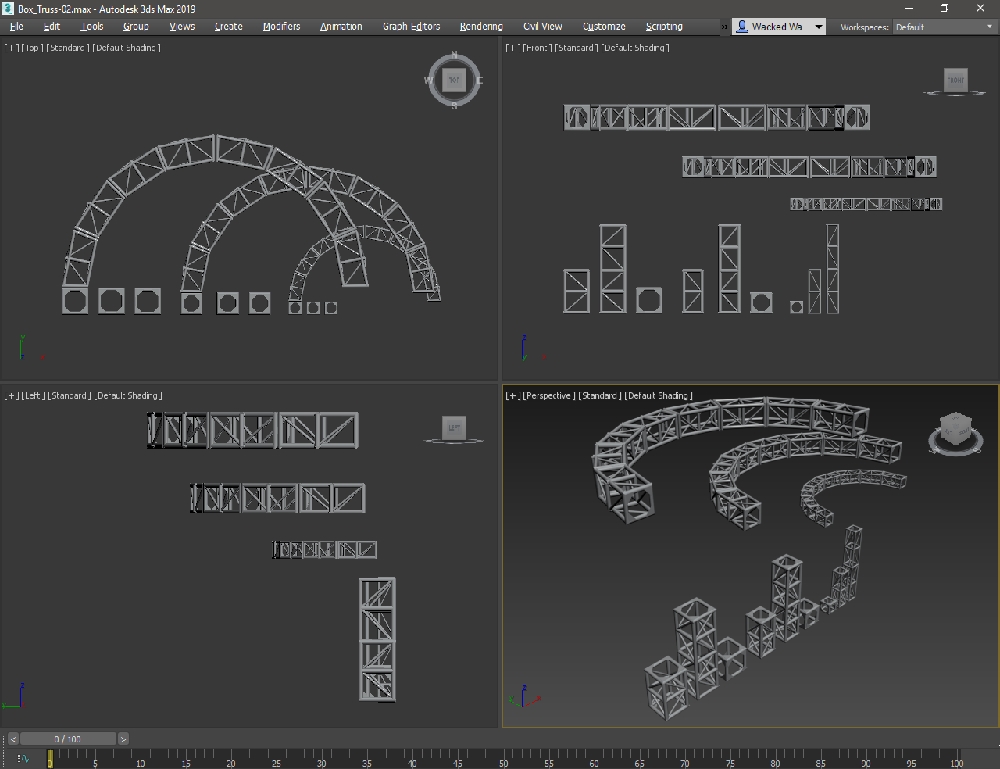 Box_Truss-02.max - Autodesk 3ds Max 2019
File Edit Tools Group Views Create Modifiers Animation Graph Editors Rendering Civil View Customize Scripting » Wacked Wa Workspaces: Default
[+] [Top] [Standard] [Default Shading]
[+] [Front] [Standard] [Default Shading]
N
W TOP E
S
FRONT
[+] [Left] [Standard] [Default Shading]
[+] [Perspective] [Standard] [Default Shading]
LEFT
< 0 / 100 >
0 5 10 15 20 25 30 35 40 45 50 55 60 65 70 75 80 85 90 95 100